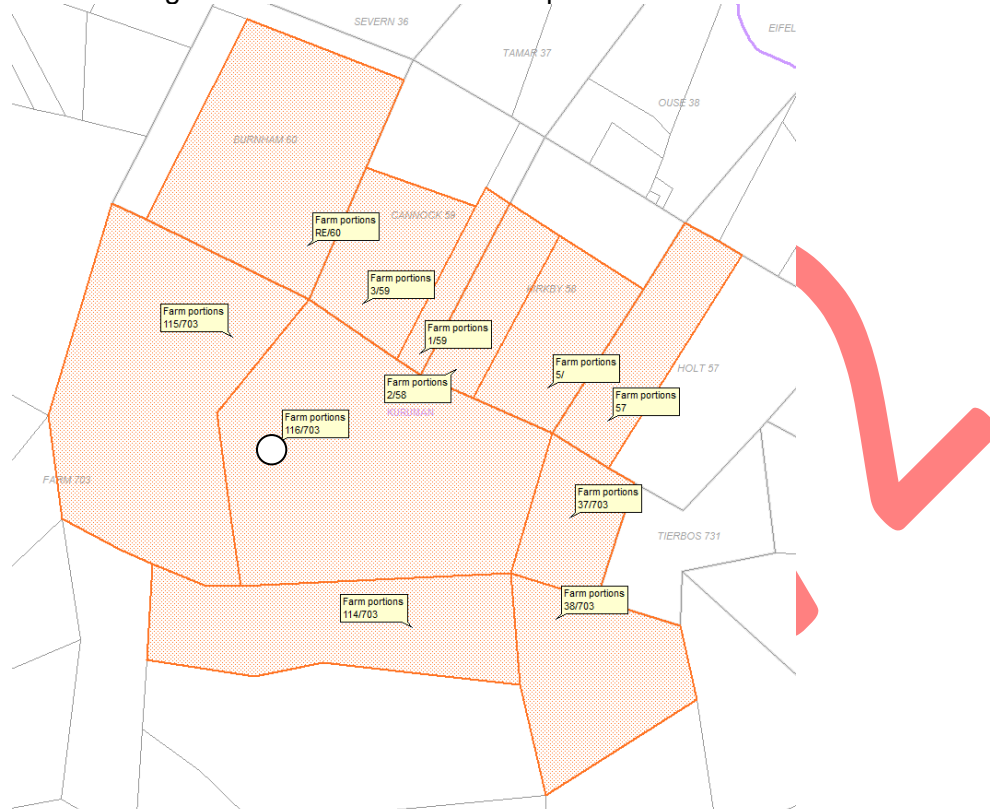 SEVERN 36
EIFEL
TAMAR 37
OUSE 38
BURNHAM 60
CANNOCK 59
Farm portions
RE/60
Farm portions
3/59
KIRKBY 58
Farm portions
115/703
Farm portions
1/59
Farm portions
5/
HOLT 57
Farm portions
2/58
Farm portions
57
KURUMAN
Farm portions
116/703
FARM 703
Farm portions
37/703
TIERBOS 731
Farm portions
38/703
Farm portions
114/703